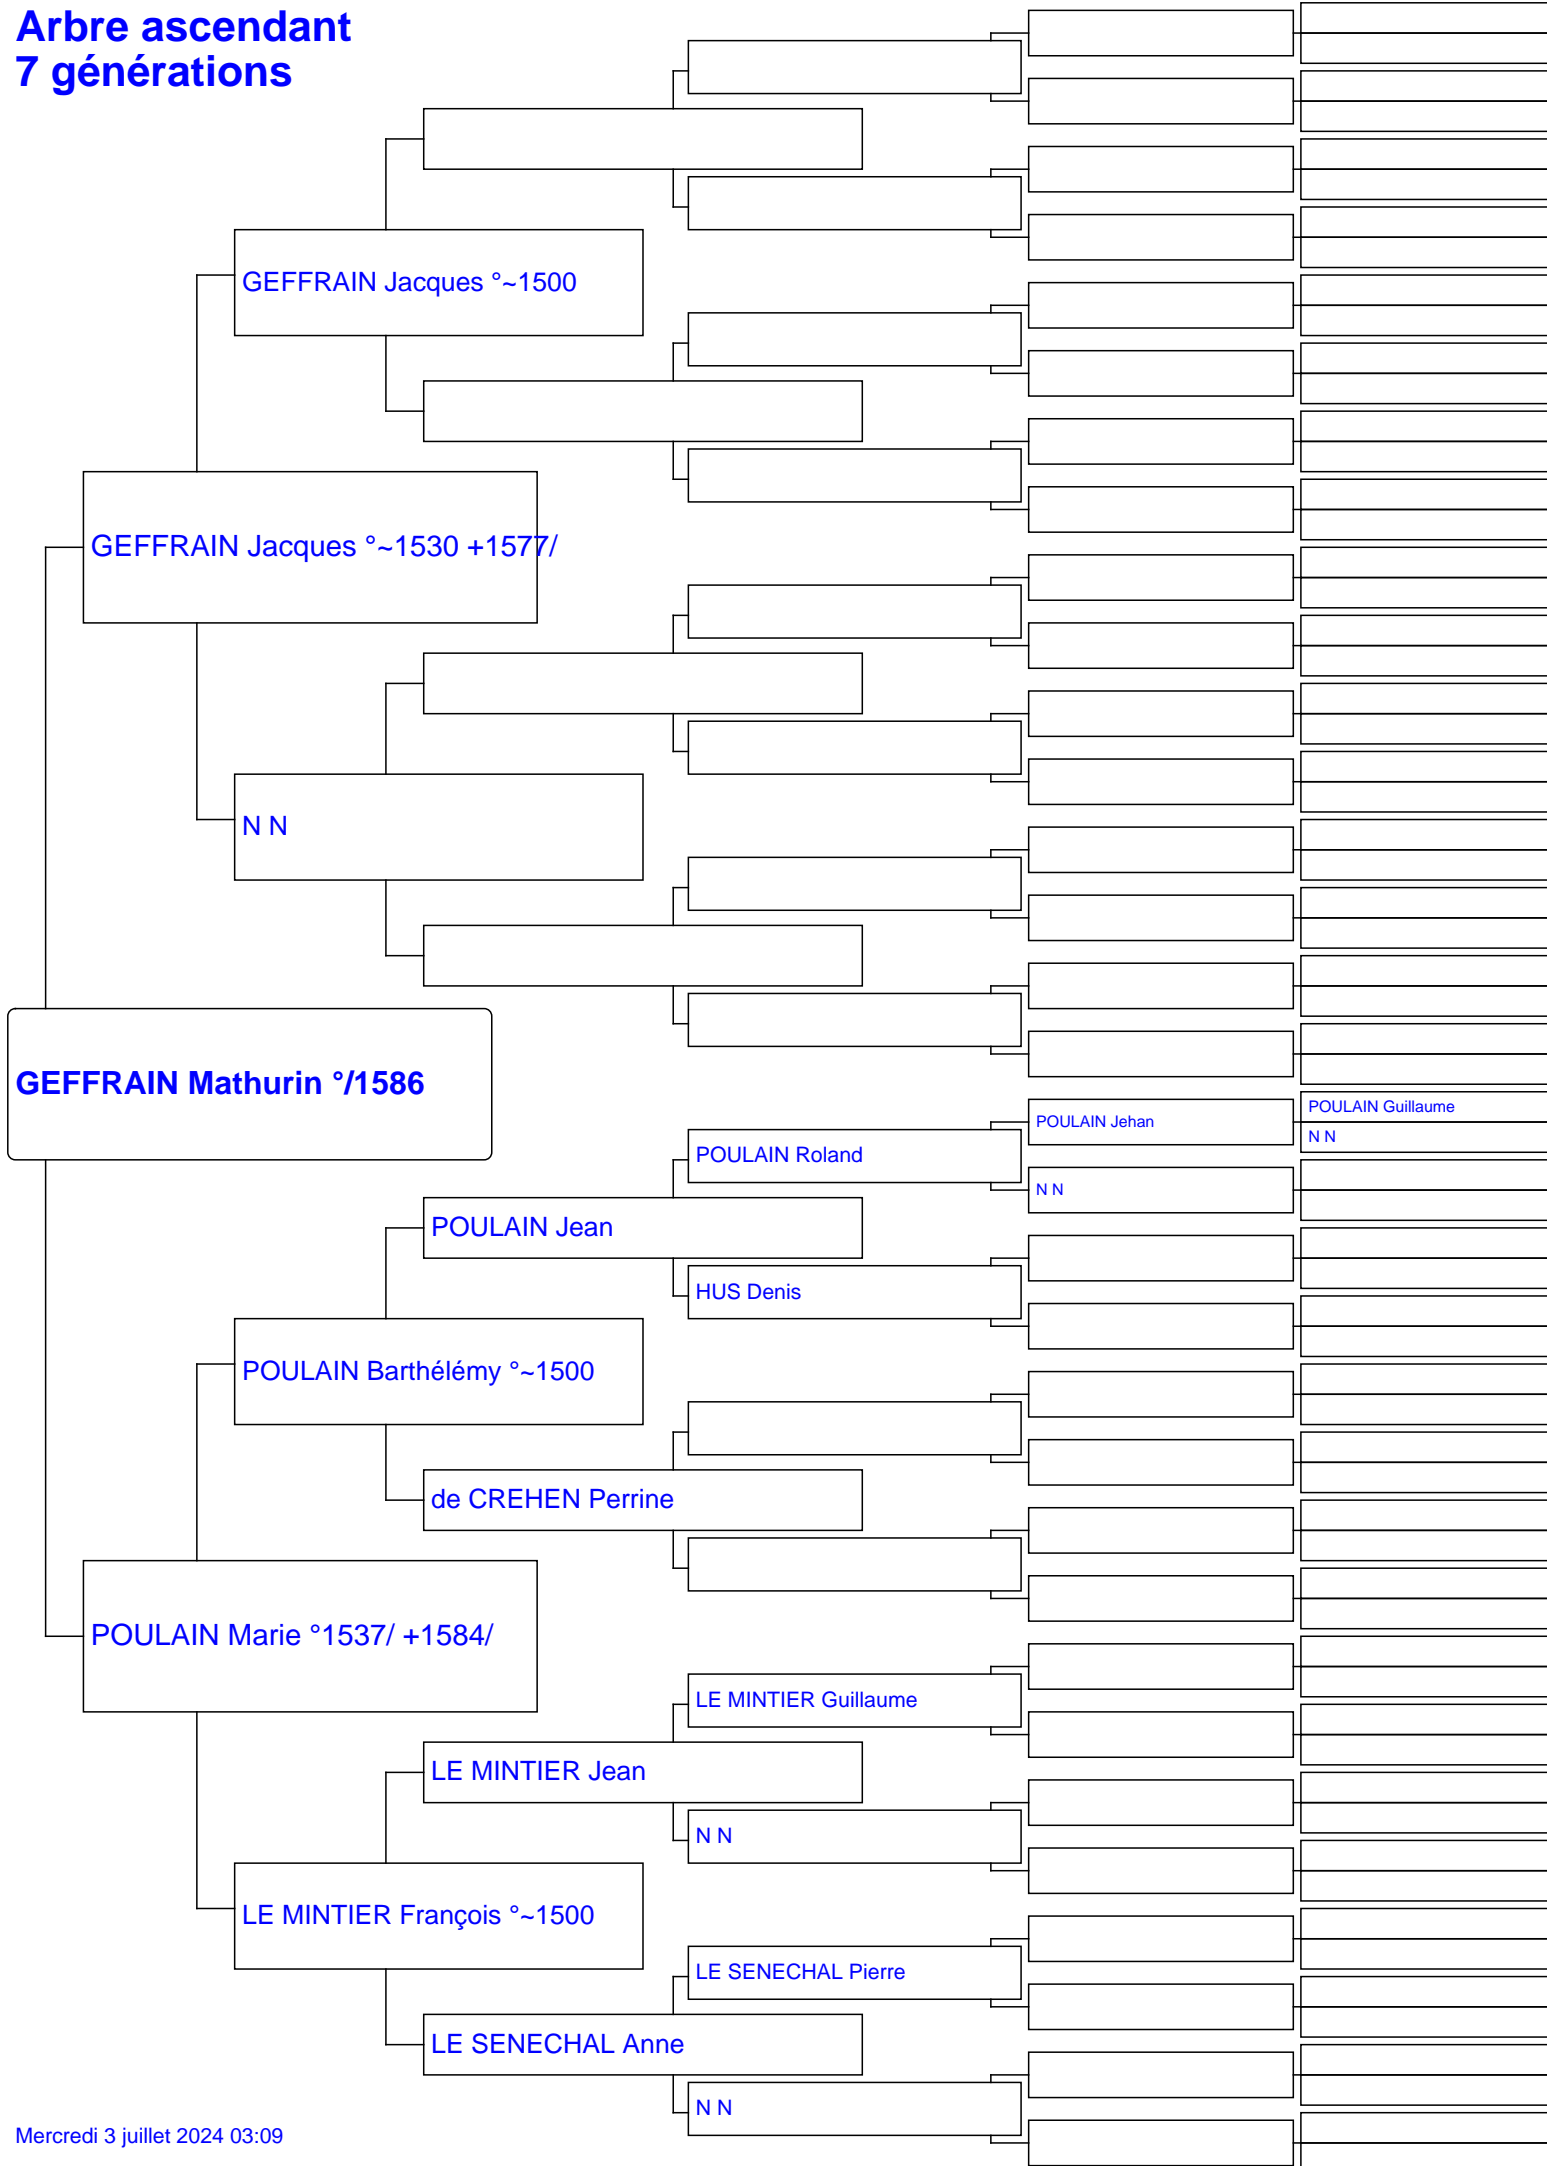 Arbre ascendant
7 générations
GEFFRAIN Jacques °~1500
GEFFRAIN Jacques °~1530 +1577/
N N
GEFFRAIN Mathurin °/1586
POULAIN Guillaume
POULAIN Jehan
N N
POULAIN Roland
N N
POULAIN Jean
HUS Denis
POULAIN Barthélémy °~1500
de CREHEN Perrine
POULAIN Marie °1537/ +1584/
LE MINTIER Guillaume
LE MINTIER Jean
N N
LE MINTIER François °~1500
LE SENECHAL Pierre
LE SENECHAL Anne
N N
Mercredi 3 juillet 2024 03:09